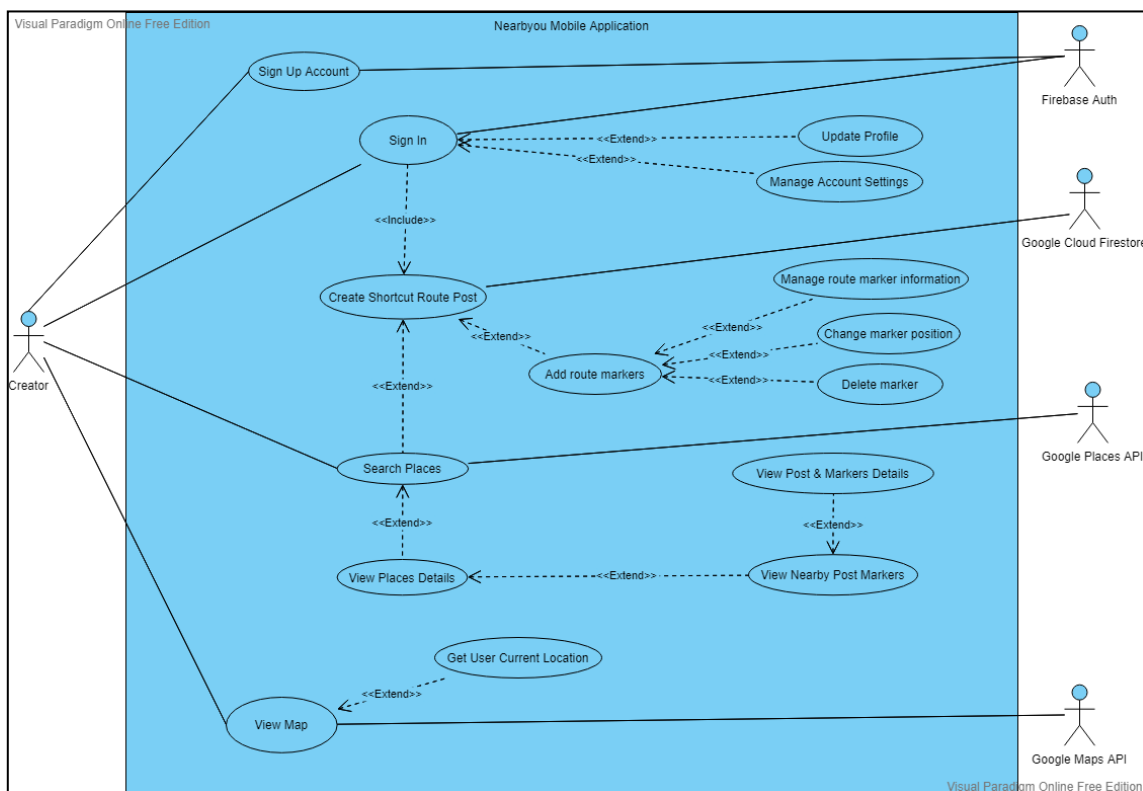 Visual Paradigm Online Free Edition
Nearbyou Mobile Application
Sign Up Account
Firebase Auth
Sign In
<<Extend>>
Update Profile
<<Extend>>
Manage Account Settings
<<Include>>
Google Cloud Firestore
Create Shortcut Route Post
Manage route marker information
<<Extend>>
<<Extend>>
Change marker position
<<Extend>>
Add route markers
<<Extend>>
Delete marker
Creator
<<Extend>>
Search Places
Google Places API
View Post & Markers Details
<<Extend>>
<<Extend>>
View Places Details
<<Extend>>
View Nearby Post Markers
Get User Current Location
<<Extend>>
View Map
Google Maps API
Visual Paradigm Online Free Edition